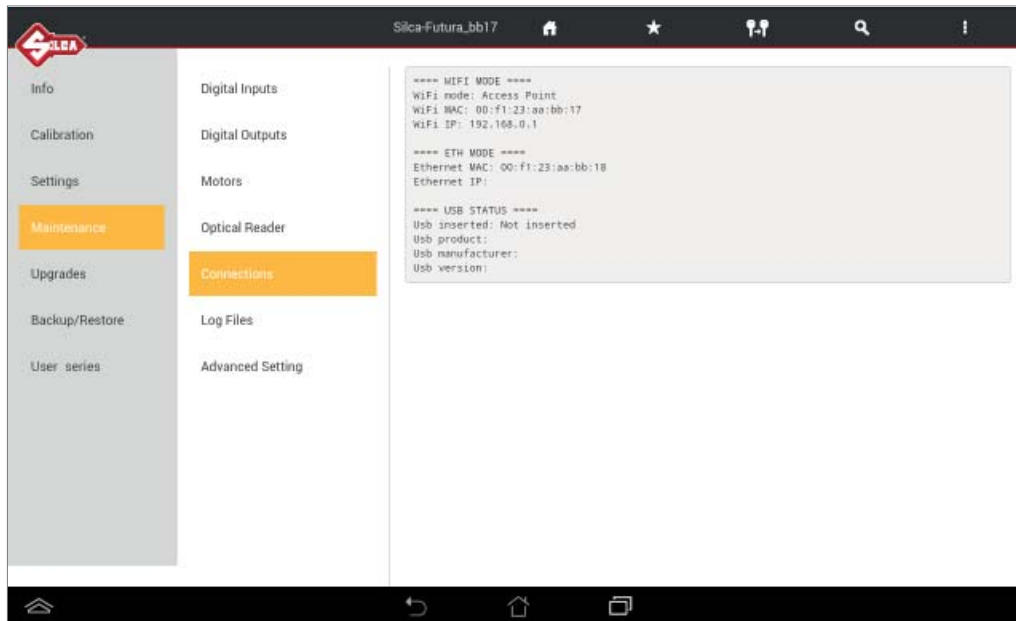 Silca-Futura_bb17
SILCA
Info
Calibration
Settings
Maintenance
Upgrades
Backup/Restore
User series
Digital Inputs
Digital Outputs
Motors
Optical Reader
Connections
Log Files
Advanced Setting
==== WIFI MODE ====
WiFi mode: Access Point
WiFi MAC: 00:f1:23:aa:bb:17
WiFi IP: 192.168.0.1
==== ETH MODE ====
Ethernet MAC: 00:f1:23:aa:bb:18
Ethernet IP:
==== USB STATUS ====
Usb inserted: Not inserted
Usb product:
Usb manufacturer:
Usb version: